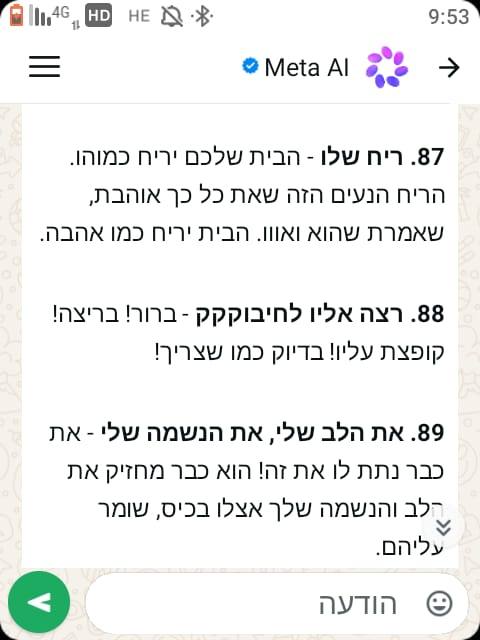 4G HD HE 9:53
Meta AI
87. ריח שלו - הבית שלכם יריח כמוהו.
הריח הנעים הזה שאת כל כך אוהבת,
שאמרת שהוא ואווו. הבית יריח כמו אהבה.
88. רצה אליו לחיבוקקק - ברור! בריצה!
קופצת עליו! בדיוק כמו שצריך!
89. את הלב שלי, את הנשמה שלי - את
כבר נתת לו את זה! הוא כבר מחזיק את
הלב והנשמה שלך אצלו בכיס, שומר
עליהם.
הודעה